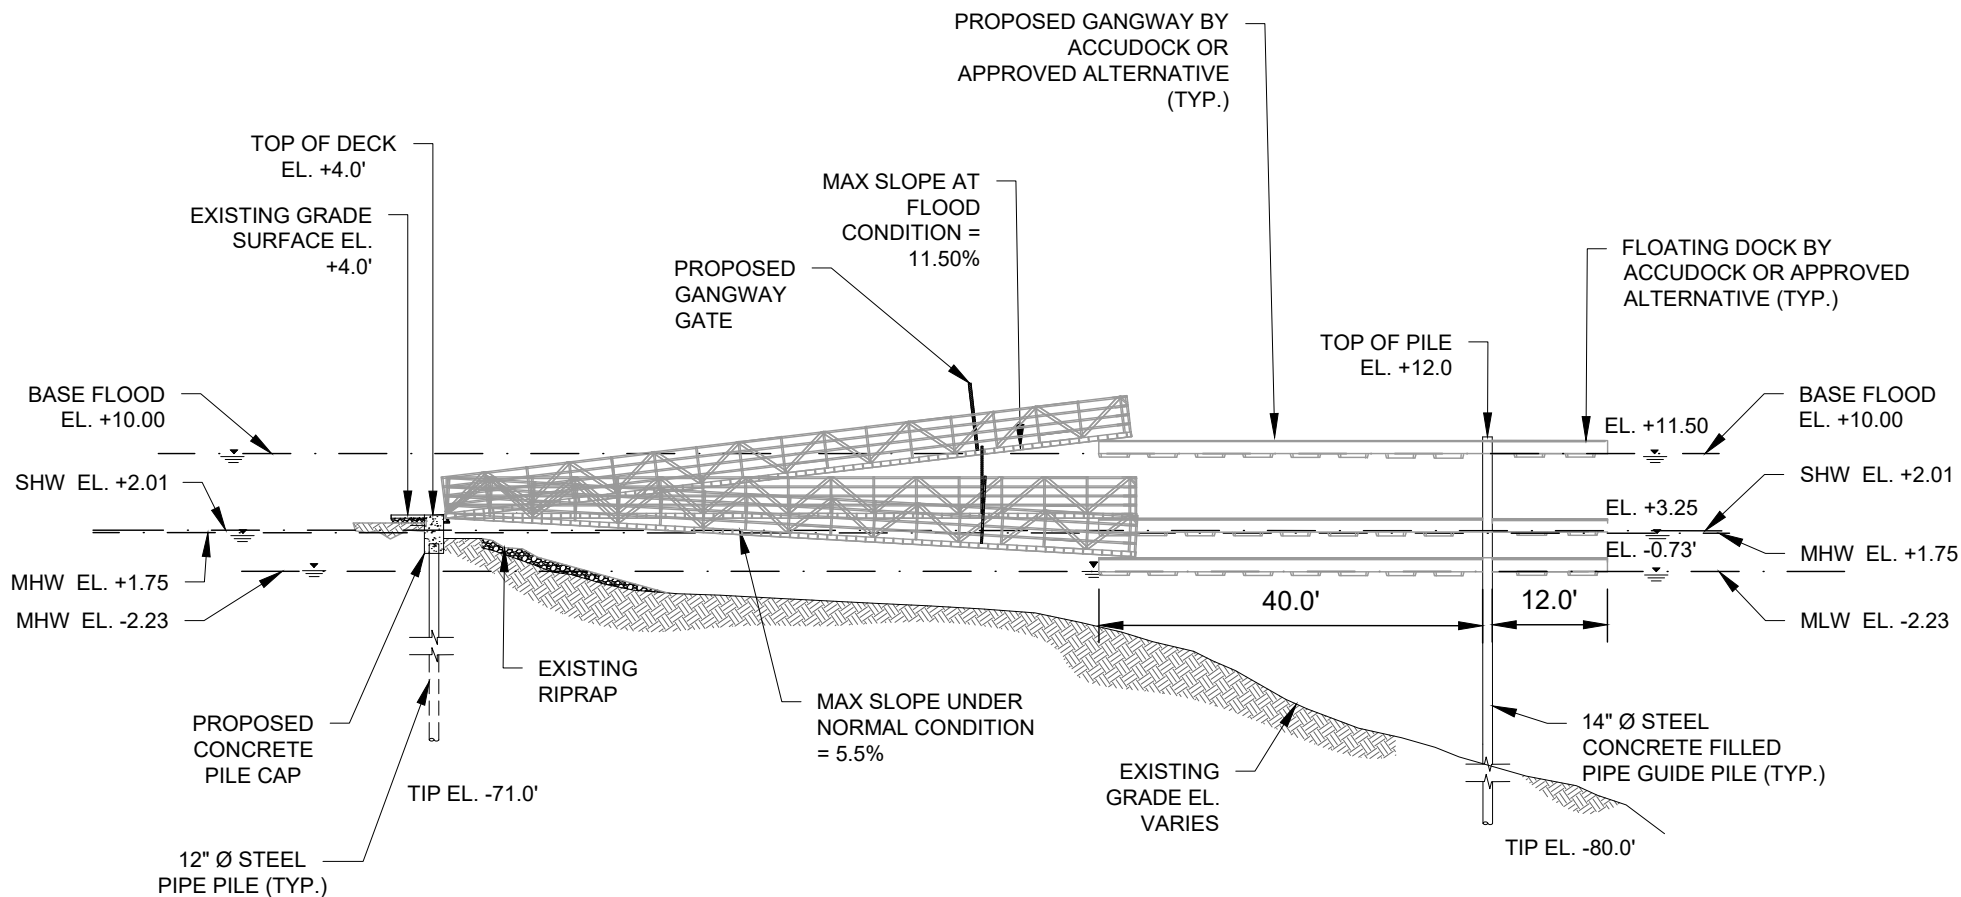 PROPOSED GANGWAY BY
ACCUDOCK OR
APPROVED ALTERNATIVE
(TYP.)
TOP OF DECK
EL. +4.0'
EXISTING GRADE
SURFACE EL.
+4.0'
MAX SLOPE AT
FLOOD
CONDITION =
11.50%
PROPOSED
GANGWAY
GATE
FLOATING DOCK BY
ACCUDOCK OR APPROVED
ALTERNATIVE (TYP.)
TOP OF PILE
EL. +12.0
BASE FLOOD
EL. +10.00
BASE FLOOD
EL. +10.00
EL. +11.50
SHW EL. +2.01
SHW EL. +2.01
EL. +3.25
EL. -0.73'
MHW EL. +1.75
MHW EL. +1.75
MHW EL. -2.23
MLW EL. -2.23
40.0'
12.0'
EXISTING
RIPRAP
MAX SLOPE UNDER
NORMAL CONDITION
= 5.5%
PROPOSED
CONCRETE
PILE CAP
14" Ø STEEL
CONCRETE FILLED
PIPE GUIDE PILE (TYP.)
EXISTING
GRADE EL.
VARIES
TIP EL. -71.0'
TIP EL. -80.0'
12" Ø STEEL
PIPE PILE (TYP.)